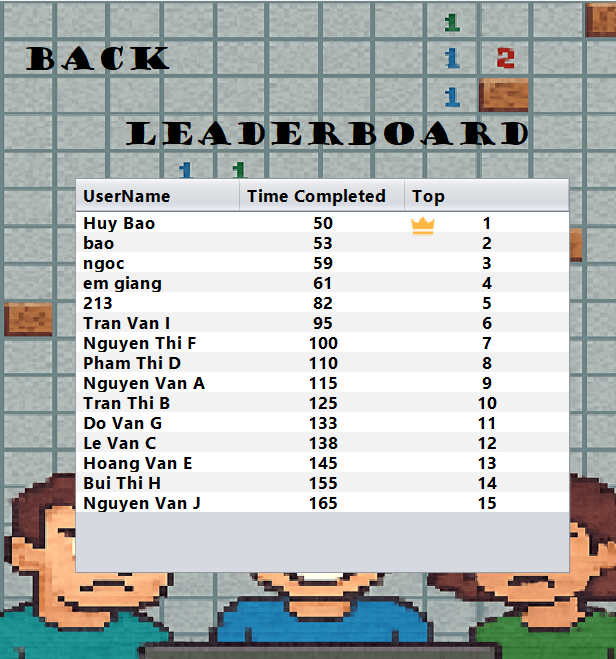 1
BACK 1 2
1
LEADERBOARD
1 1
UserName Time Completed Top
Huy Bao 50 1
bao 53 2
ngoc 59 3
em giang 61 4
213 82 5
Tran Van I 95 6
Nguyen Thi F 100 7
Pham Thi D 110 8
Nguyen Van A 115 9
Tran Thi B 125 10
Do Van G 133 11
Le Van C 138 12
Hoang Van E 145 13
Bui Thi H 155 14
Nguyen Van J 165 15